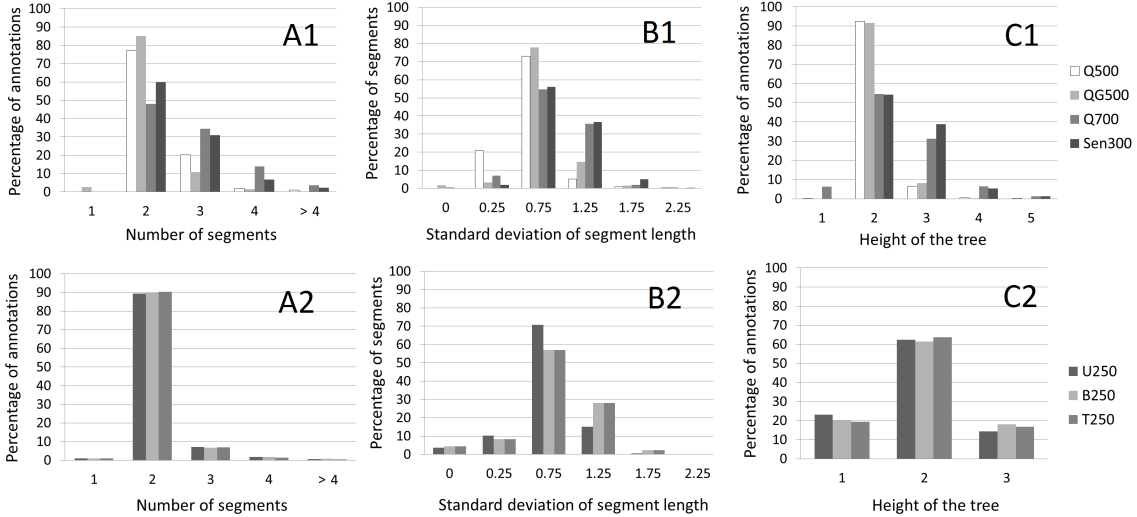 A1
Percentage of annotations
100
90
80
70
60
50
40
30
20
10
0
1 2 3 4 > 4
Number of segments
B1
Percentage of segments
100
90
80
70
60
50
40
30
20
10
0
0 0.25 0.75 1.25 1.75 2.25
Standard deviation of segment length
C1
Percentage of annotations
100
90
80
70
60
50
40
30
20
10
0
1 2 3 4 5
Height of the tree
Q500
QG500
Q700
Sen300
A2
Percentage of annotations
100
90
80
70
60
50
40
30
20
10
0
1 2 3 4 > 4
Number of segments
B2
Percentage of segments
100
90
80
70
60
50
40
30
20
10
0
0 0.25 0.75 1.25 1.75 2.25
Standard deviation of segment length
C2
Percentage of annotations
100
90
80
70
60
50
40
30
20
10
0
1 2 3
Height of the tree
U250
B250
T250